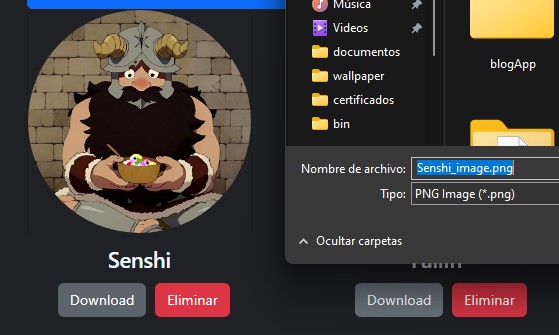 Música
Videos
documentos
wallpaper
certificados
bin
blogApp
Nombre de archivo: Senshi_image.png
Tipo: PNG Image (*.png)
Ocultar carpetas
Senshi
Download Eliminar
Download Eliminar